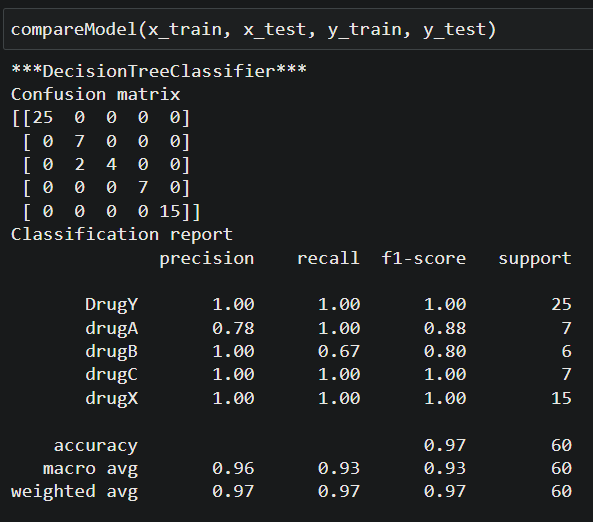 compareModel(x_train, x_test, y_train, y_test)
***DecisionTreeClassifier***
Confusion matrix
[[25  0  0  0  0]
 [ 0  7  0  0  0]
 [ 0  2  4  0  0]
 [ 0  0  0  7  0]
 [ 0  0  0  0 15]]
Classification report
              precision    recall  f1-score   support

       DrugY       1.00      1.00      1.00        25
       drugA       0.78      1.00      0.88         7
       drugB       1.00      0.67      0.80         6
       drugC       1.00      1.00      1.00         7
       drugX       1.00      1.00      1.00        15

    accuracy                           0.97        60
   macro avg       0.96      0.93      0.93        60
weighted avg       0.97      0.97      0.97        60